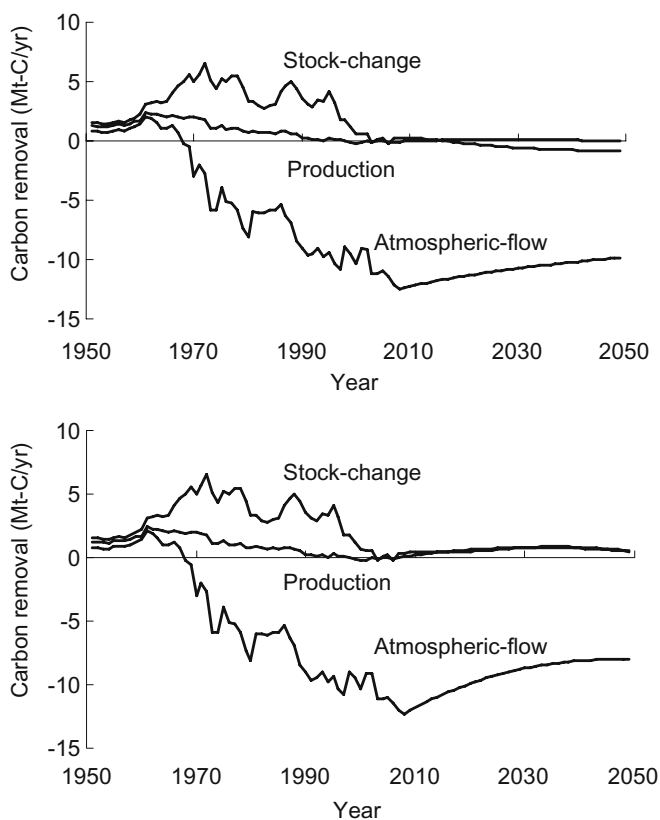 10
5
0
-5
-10
-15
Carbon removal (Mt-C/yr)
Stock-change
Production
Atmospheric-flow
1950 1970 1990 2010 2030 2050
Year
10
5
0
-5
-10
-15
Carbon removal (Mt-C/yr)
Stock-change
Production
Atmospheric-flow
1950 1970 1990 2010 2030 2050
Year